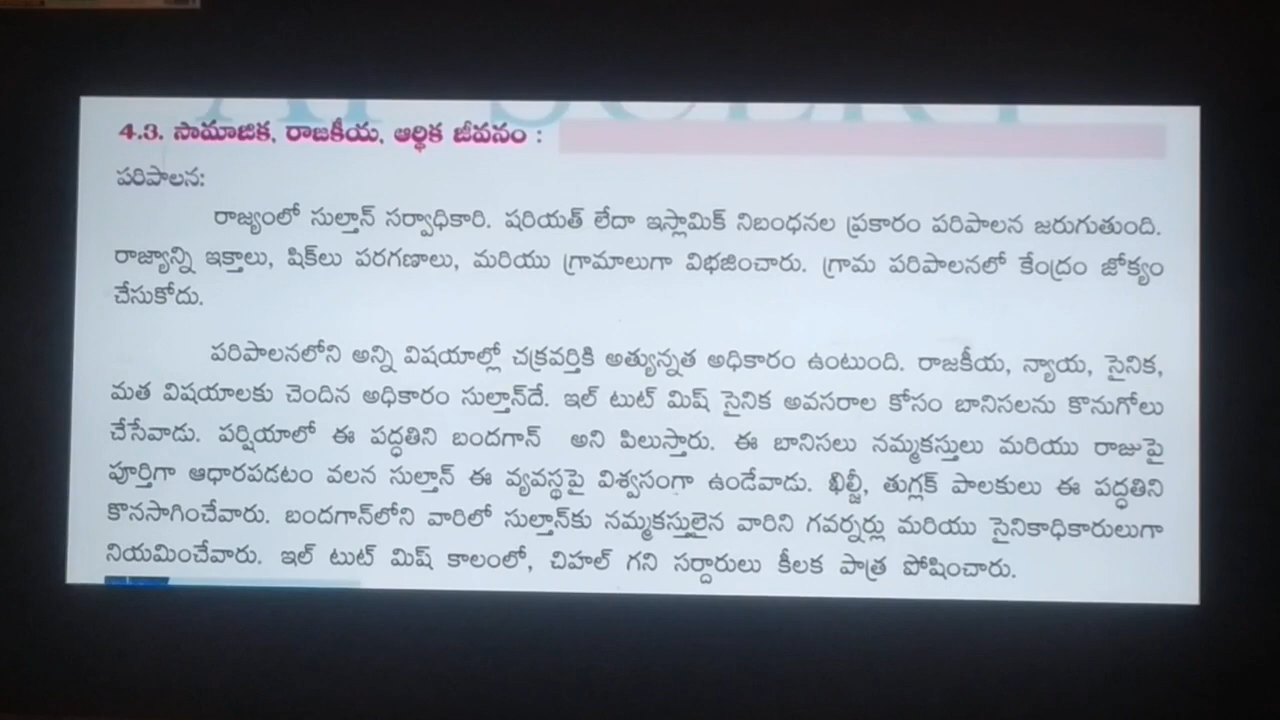 4.3. సామాజిక, రాజకీయ, ఆర్థిక జీవనం :
పరిపాలన:
రాజ్యంలో సుల్తాన్ సర్వాధికారి. షరియత్ లేదా ఇస్లామిక్ నిబంధనల ప్రకారం పరిపాలన జరుగుతుంది.
రాజ్యాన్ని ఇక్తాలు, షిక్‌లు పరగణాలు, మరియు గ్రామాలుగా విభజించారు. గ్రామ పరిపాలనలో కేంద్రం జోక్యం
చేసుకోదు.
పరిపాలనలోని అన్ని విషయాల్లో చక్రవర్తికి అత్యున్నత అధికారం ఉంటుంది. రాజకీయ, న్యాయ, సైనిక,
మత విషయాలకు చెందిన అధికారం సుల్తాన్‌దే. ఇల్ టుట్ మిష్ సైనిక అవసరాల కోసం బానిసలను కొనుగోలు
చేసేవాడు. పర్షియాలో ఈ పద్ధతిని బందగాన్ అని పిలుస్తారు. ఈ బానిసలు నమ్మకస్తులు మరియు రాజుపై
పూర్తిగా ఆధారపడటం వలన సుల్తాన్ ఈ వ్యవస్థపై విశ్వసంగా ఉండేవాడు. ఖిల్జీ, తుగ్లక్ పాలకులు ఈ పద్ధతిని
కొనసాగించేవారు. బందగాన్‌లోని వారిలో సుల్తాన్‌కు నమ్మకస్తులైన వారిని గవర్నర్లు మరియు సైనికాధికారులుగా
నియమించేవారు. ఇల్ టుట్ మిష్ కాలంలో, చిహల్ గని సర్దారులు కీలక పాత్ర పోషించారు.